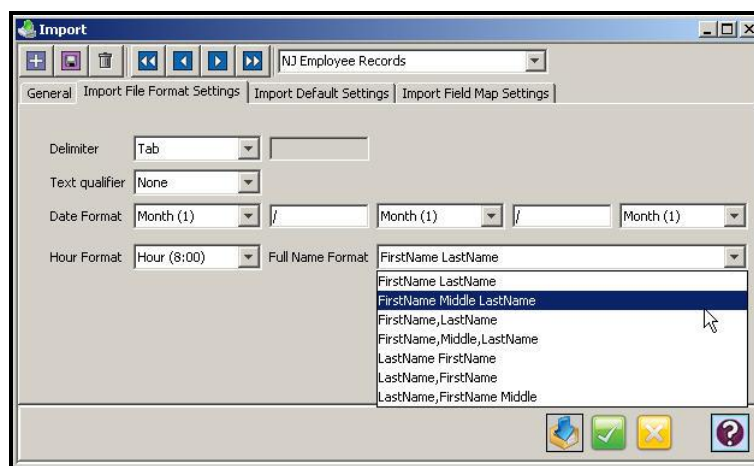 Import
NJ Employee Records
General Import File Format Settings Import Default Settings Import Field Map Settings
Delimiter Tab
Text qualifier None
Date Format Month (1) / Month (1) / Month (1)
Hour Format Hour (8:00) Full Name Format FirstName LastName
FirstName LastName
FirstName Middle LastName
FirstName,LastName
FirstName,Middle,LastName
LastName FirstName
LastName,FirstName
LastName,FirstName Middle
?